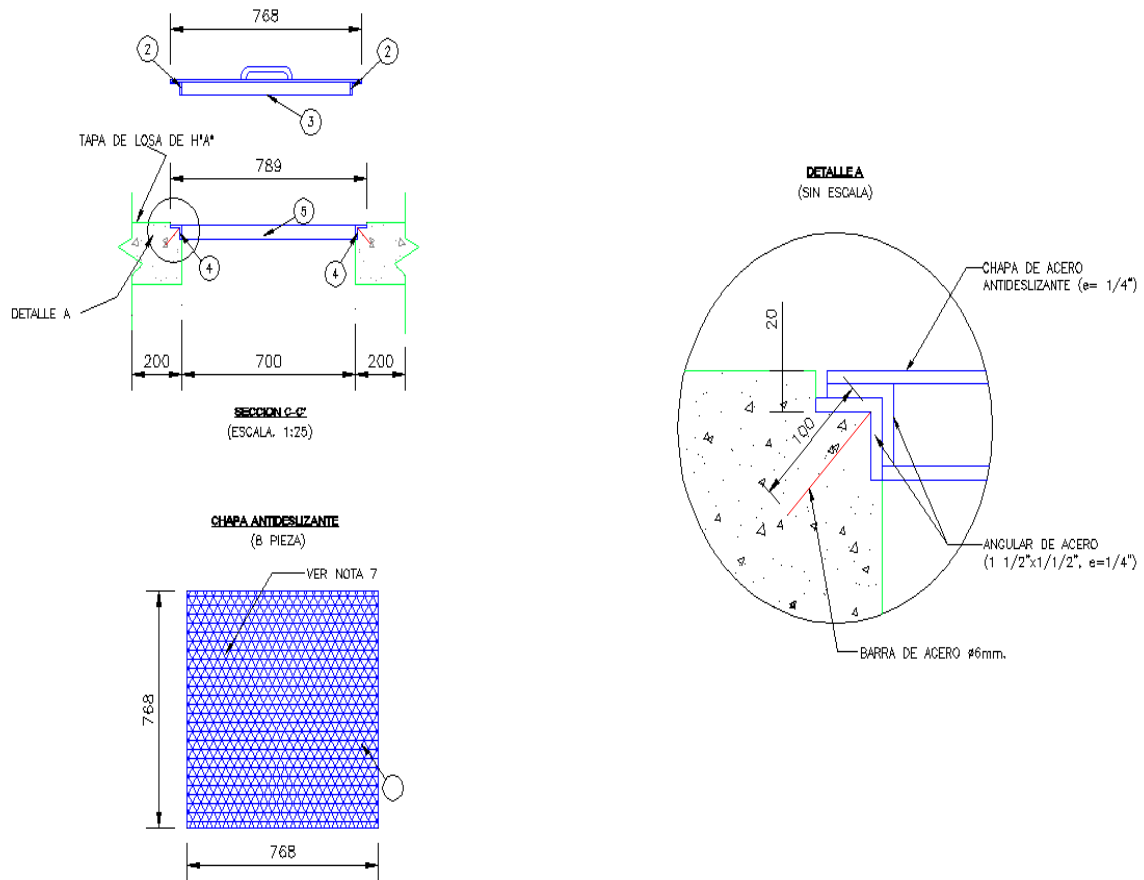 768
2
2
3
TAPA DE LOSA DE H°A°
789
5
4
4
DETALLE A
200
700
200
SECCION C-C'
(ESCALA. 1:25)
CHAPA ANTIDESLIZANTE
(8 PIEZA)
VER NOTA 7
768
768
DETALLE A
(SIN ESCALA)
CHAPA DE ACERO
ANTIDESLIZANTE (e= 1/4")
20
100
ANGULAR DE ACERO
(1 1/2"x1/1/2", e=1/4")
BARRA DE ACERO ø6mm.